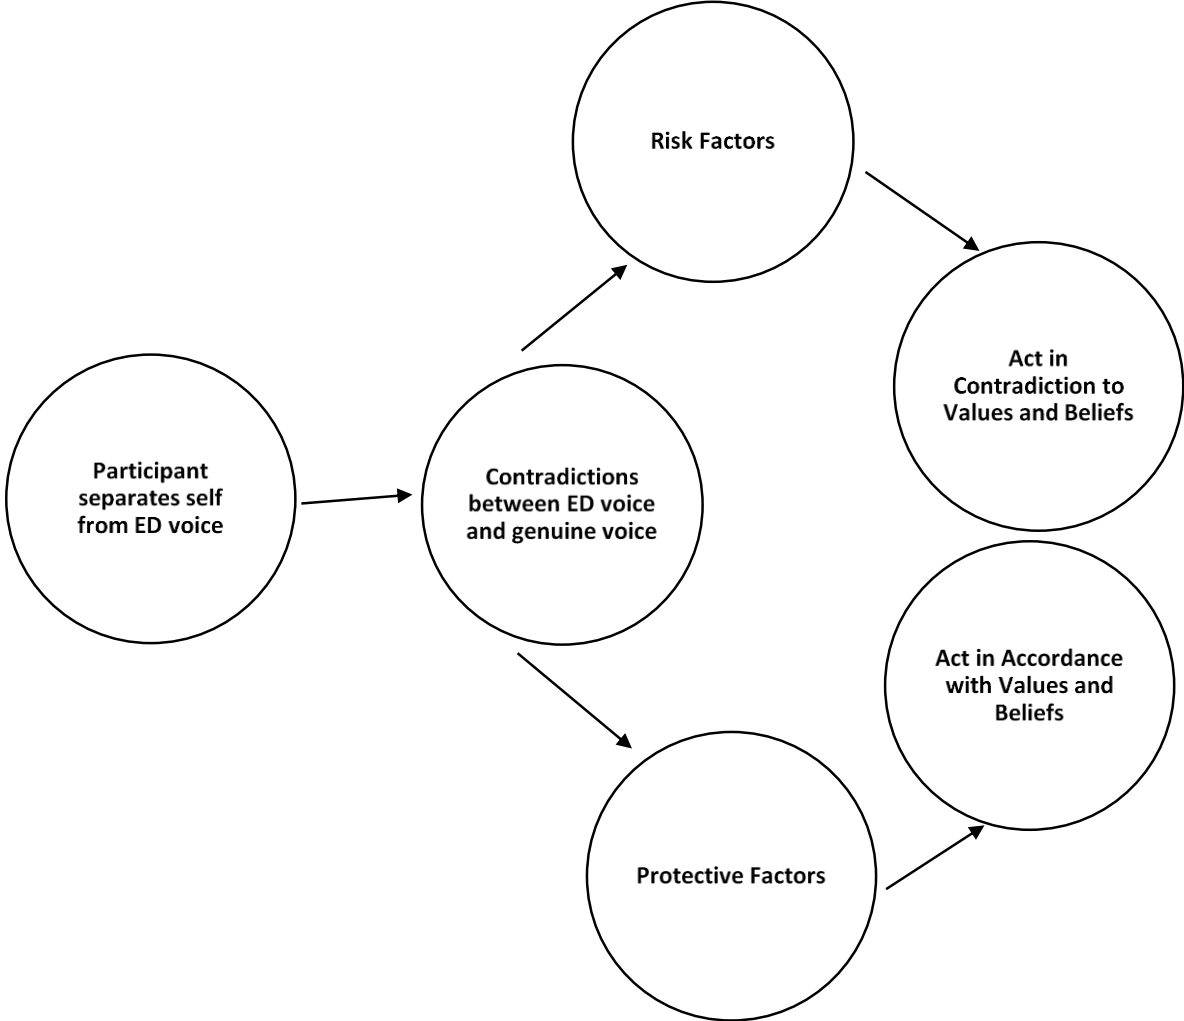 Risk Factors
Act in
Contradiction to
Values and Beliefs
Participant
separates self
from ED voice
Contradictions
between ED voice
and genuine voice
Act in Accordance
with Values and
Beliefs
Protective Factors